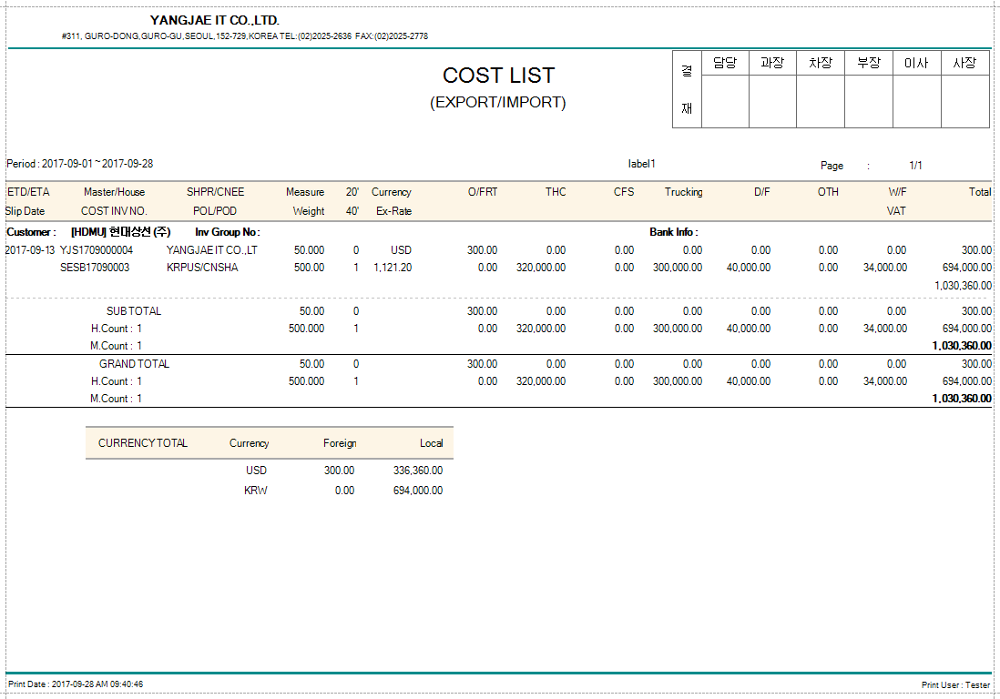 YANGJAE IT CO.,LTD.
#311, GURO-DONG,GURO-GU,SEOUL,152-729,KOREA TEL:(02)2025-2636 FAX:(02)2025-2778
COST LIST
(EXPORT/IMPORT)
결재 담당 과장 차장 부장 이사 사장
Period : 2017-09-01 ~ 2017-09-28 label1 Page : 1/1
ETD/ETA Master/House SHPR/CNEE Measure 20' Currency O/FRT THC CFS Trucking D/F OTH W/F Total
Slip Date COST INV NO. POL/POD Weight 40' Ex-Rate VAT
Customer : [HDMU] 현대상선 (주) Inv Group No : Bank Info :
2017-09-13 YJS1709000004 YANGJAE IT CO.,LT 50.000 0 USD 300.00 0.00 0.00 0.00 0.00 0.00 0.00 300.00
SESB17090003 KRPUS/CNSHA 500.00 1 1,121.20 0.00 320,000.00 0.00 300,000.00 40,000.00 0.00 34,000.00 694,000.00
1,030,360.00
SUB TOTAL 50.00 0 300.00 0.00 0.00 0.00 0.00 0.00 0.00 300.00
H.Count : 1 500.000 1 0.00 320,000.00 0.00 300,000.00 40,000.00 0.00 34,000.00 694,000.00
M.Count : 1 1,030,360.00
GRAND TOTAL 50.00 0 300.00 0.00 0.00 0.00 0.00 0.00 0.00 300.00
H.Count : 1 500.000 1 0.00 320,000.00 0.00 300,000.00 40,000.00 0.00 34,000.00 694,000.00
M.Count : 1 1,030,360.00
CURRENCY TOTAL Currency Foreign Local
USD 300.00 336,360.00
KRW 0.00 694,000.00
Print Date : 2017-09-28 AM 09:40:46 Print User : Tester